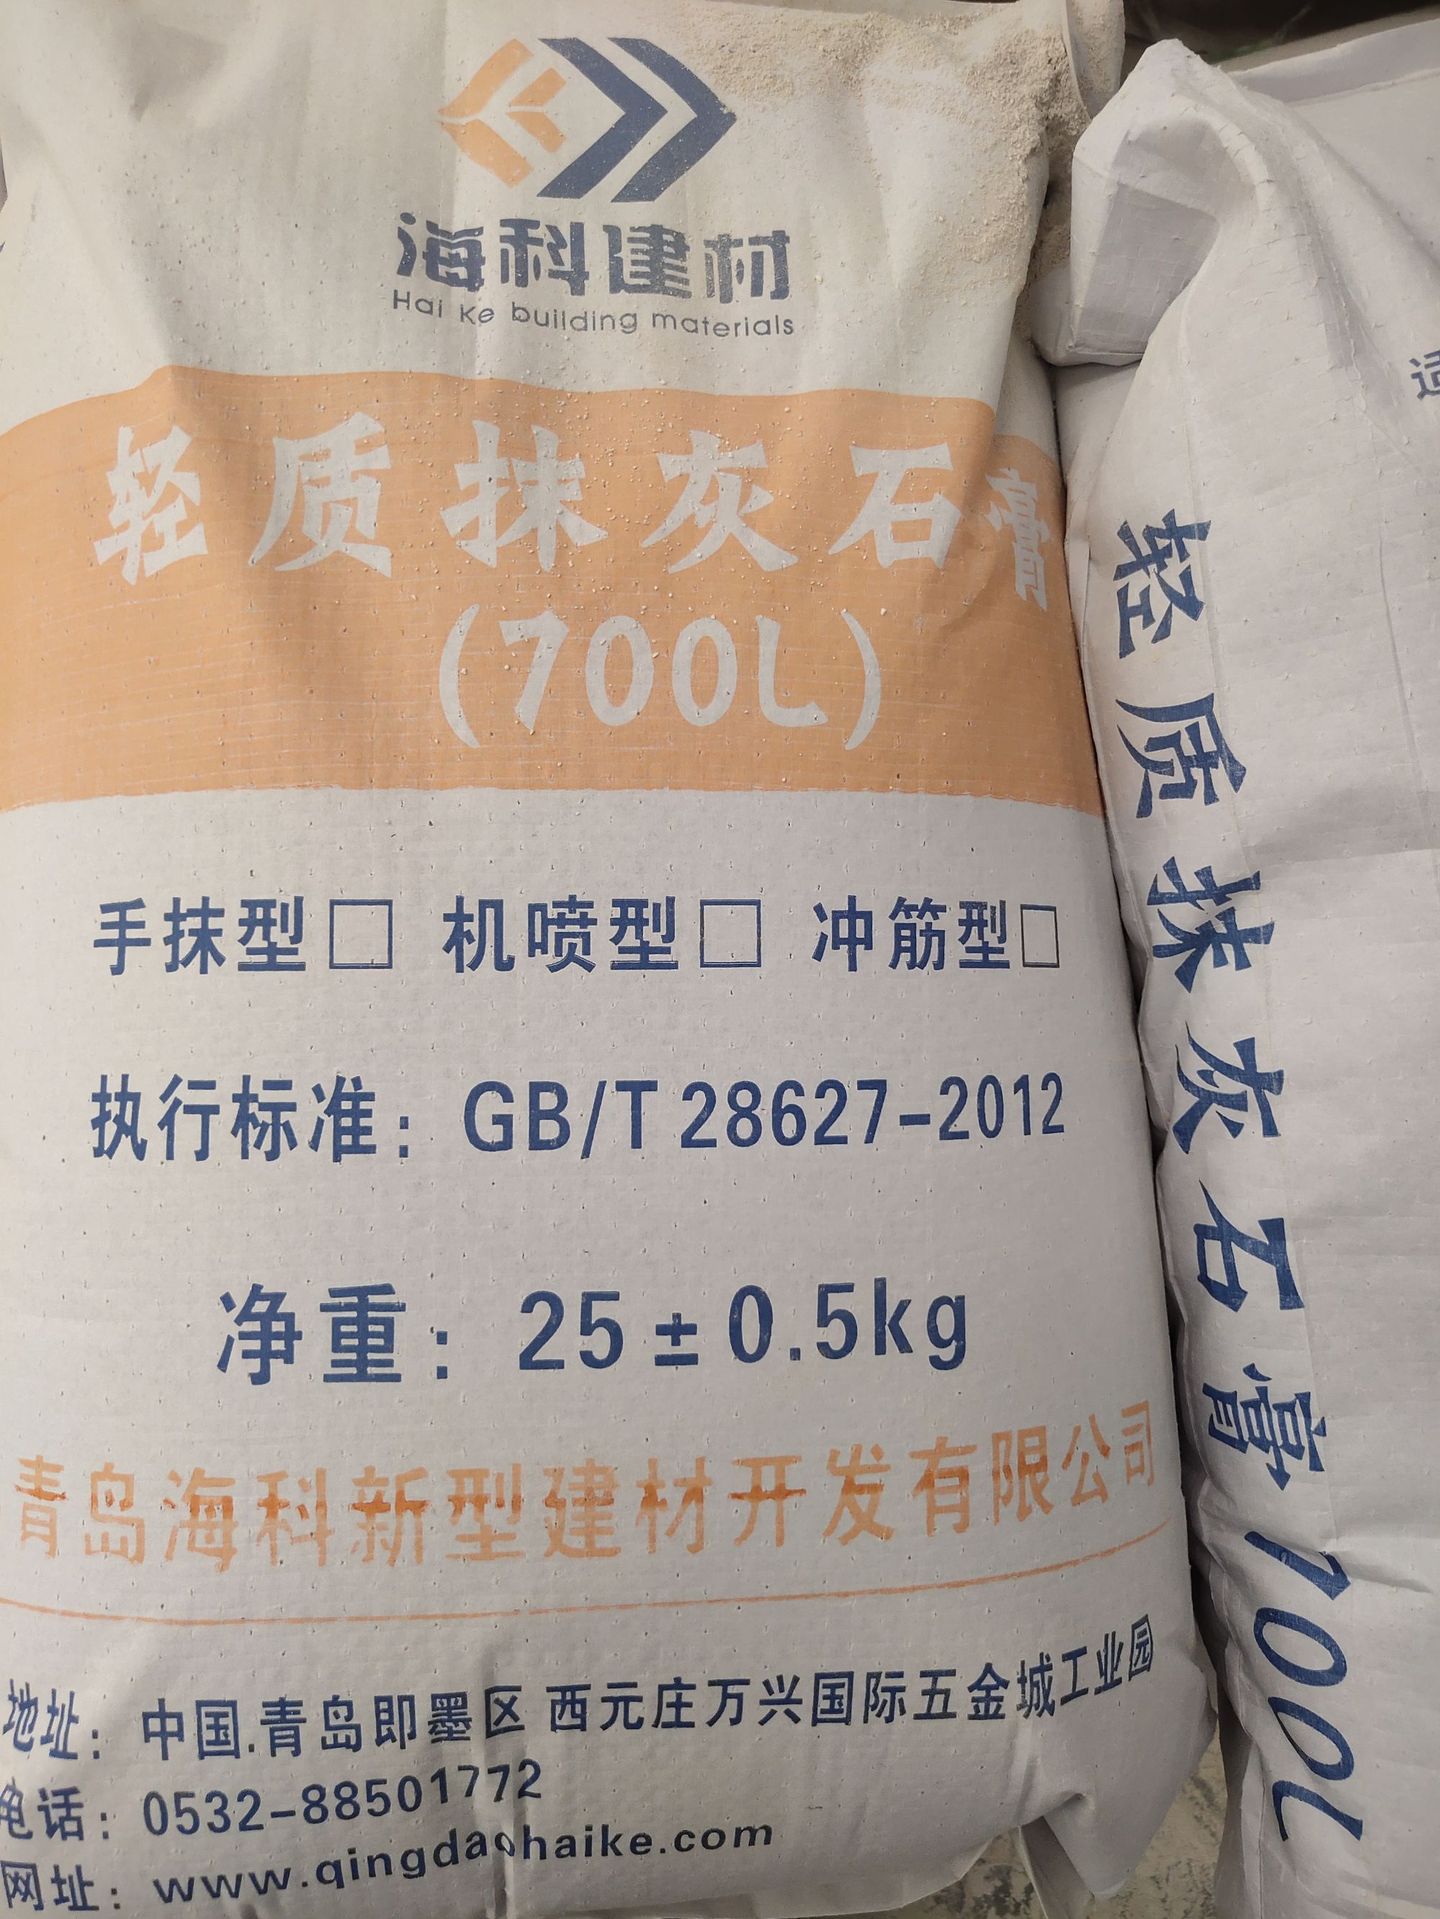 海科建材
Hai Ke building materials
轻质抹灰石膏
(700L)
手抹型□ 机喷型□ 冲筋型□
执行标准：GB/T 28627-2012
净重：25±0.5kg
青岛海科新型建材开发有限公司
地址：中国.青岛即墨区 西元庄万兴国际五金城工业园
电话：0532-88501772
网址：www.qingdaohaike.com
轻质抹灰石膏700L
适